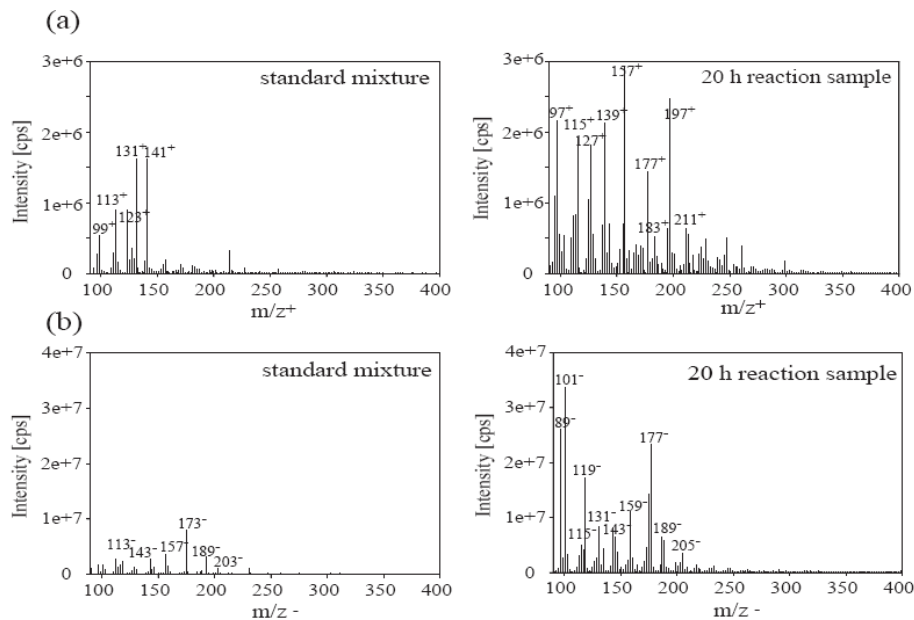 (a)
standard mixture
Intensity [cps]
3e+6
2e+6
1e+6
0
99⁺
113⁺
123⁺
131⁺
141⁺
100 150 200 250 300 350 400
m/z+
20 h reaction sample
Intensity [cps]
3e+6
2e+6
1e+6
0
97⁺
115⁺
127⁺
139⁺
157⁺
177⁺
183⁺
197⁺
211⁺
100 150 200 250 300 350 400
m/z+
(b)
standard mixture
Intensity [cps]
4e+7
3e+7
2e+7
1e+7
0
113⁻
143⁻
157⁻
173⁻
189⁻
203⁻
100 150 200 250 300 350 400
m/z -
20 h reaction sample
Intensity [cps]
4e+7
3e+7
2e+7
1e+7
0
101⁻
89⁻
119⁻
115⁻
131⁻
143⁻
159⁻
177⁻
189⁻
205⁻
100 150 200 250 300 350 400
m/z -